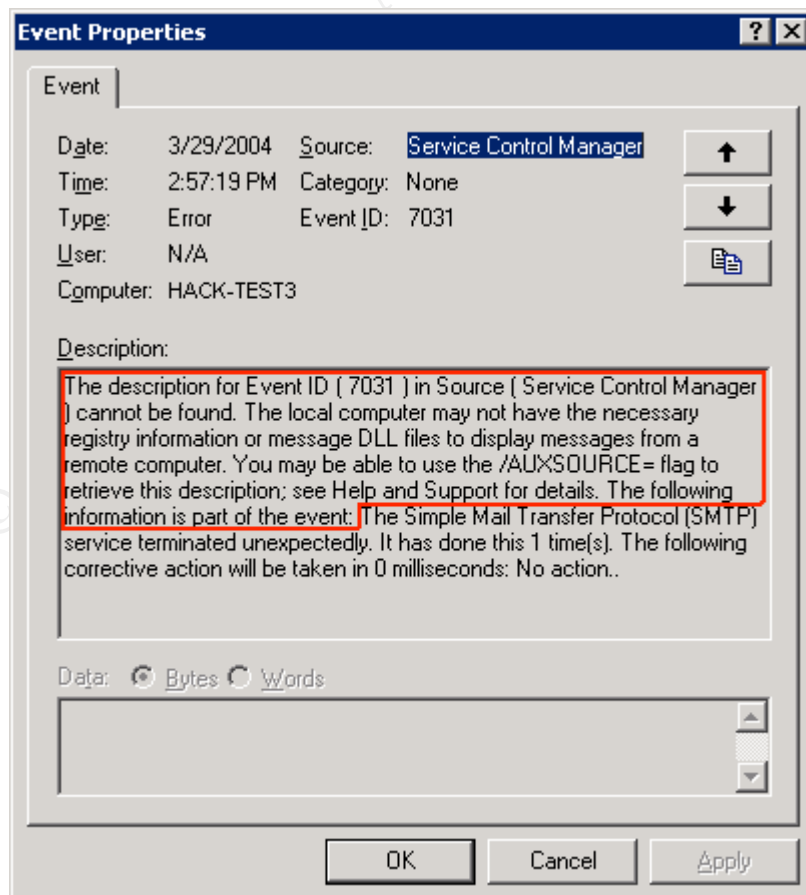 Event Properties
?
Event
Date: 3/29/2004 Source: Service Control Manager
Time: 2:57:19 PM Category: None
Type: Error Event ID: 7031
User: N/A
Computer: HACK-TEST3
Description:
The description for Event ID ( 7031 ) in Source ( Service Control Manager
) cannot be found. The local computer may not have the necessary
registry information or message DLL files to display messages from a
remote computer. You may be able to use the /AUXSOURCE= flag to
retrieve this description; see Help and Support for details. The following
information is part of the event: The Simple Mail Transfer Protocol (SMTP)
service terminated unexpectedly. It has done this 1 time(s). The following
corrective action will be taken in 0 milliseconds: No action..
Data: Bytes Words
OK Cancel Apply